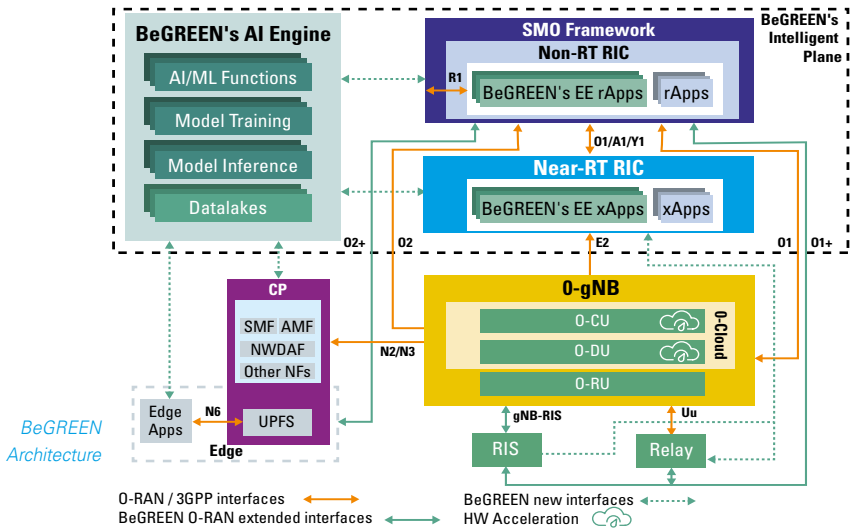 BeGREEN's AI Engine
AI/ML Functions
Model Training
Model Inference
Datalakes
SMO Framework
Non-RT RIC
R1
BeGREEN's EE rApps
rApps
BeGREEN's
Intelligent
Plane
O1/A1/Y1
Near-RT RIC
BeGREEN's EE xApps
xApps
O2+
O2
E2
O1
O1+
CP
SMF
AMF
NWDAF
Other NFs
UPFS
N2/N3
O-gNB
O-CU
O-DU
O-Cloud
O-RU
Edge
Apps
N6
Edge
BeGREEN
Architecture
gNB-RIS
Uu
RIS
Relay
O-RAN / 3GPP interfaces
BeGREEN O-RAN extended interfaces
BeGREEN new interfaces
HW Acceleration